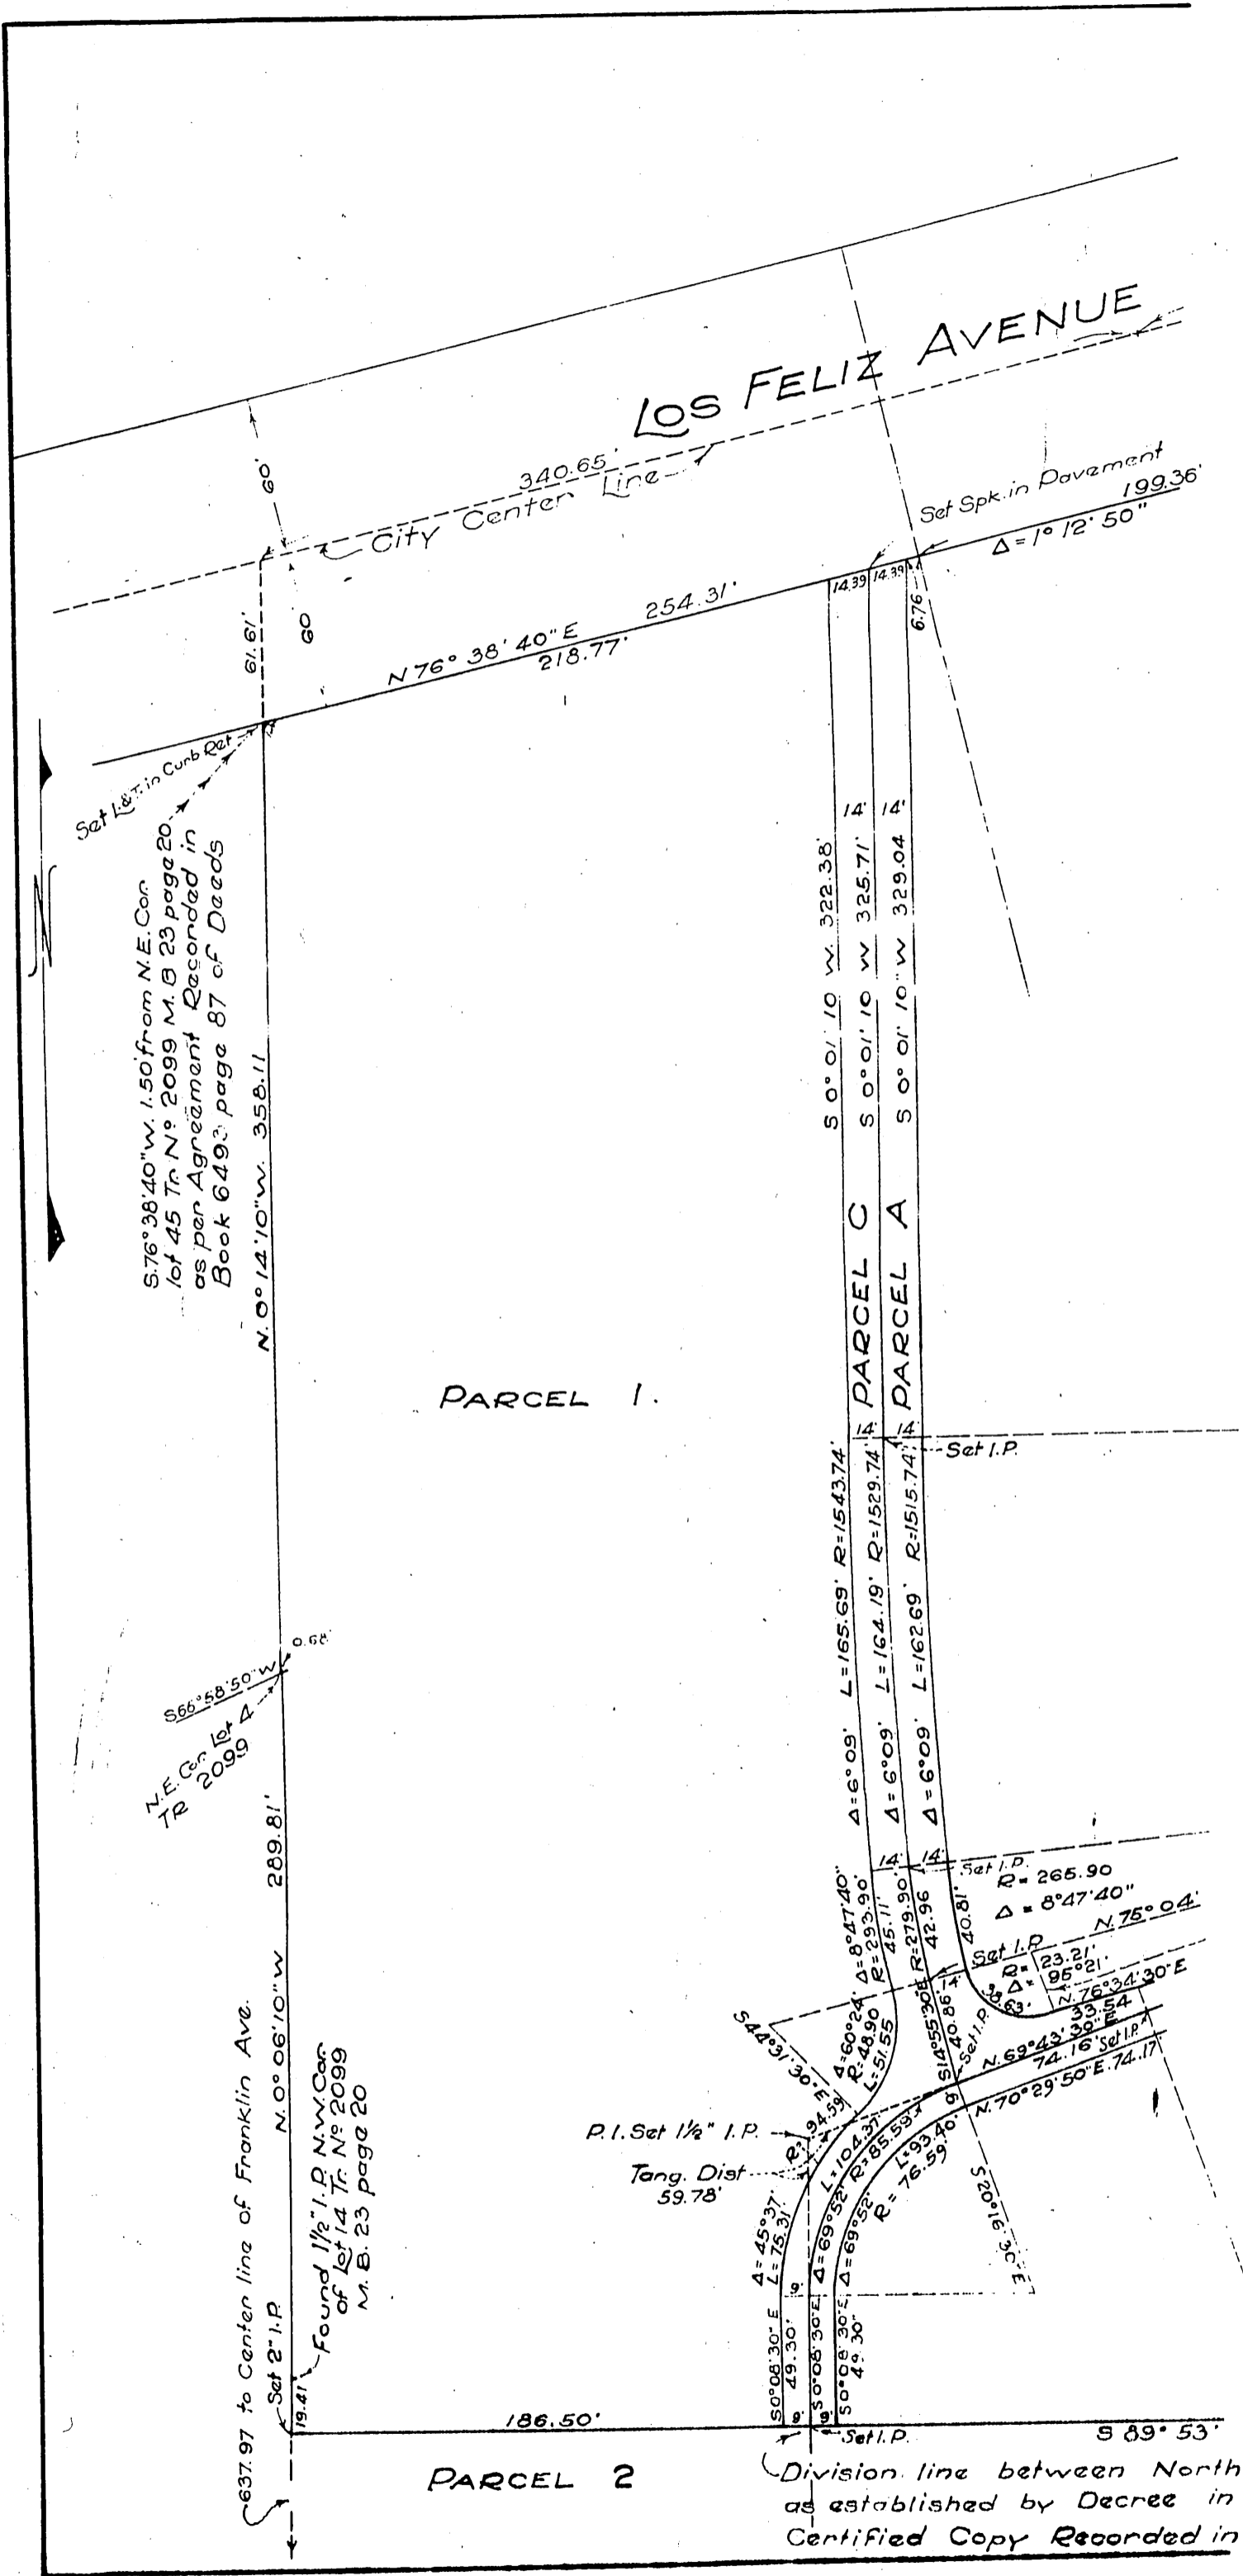 LOS FELIZ AVENUE
60'
340.65'
City Center Line
Set Spk. in Pavement
199.36'
Δ=1° 12' 50"
61.61'
60
254.31'
N 76° 38' 40" E
218.77'
14.39 14.39
6.76
Set L.&T. in Curb Ret
S.76°38'40"W. 1.50' from N.E. Cor.
lot 45 Tr. Nº 2099 M.B 23 page 20
as per Agreement Recorded in
Book 6493 page 87 of Deeds
N. 0° 14' 10" W. 358.11
N
14' 14'
S 0° 01' 10 W. 322.38'
S 0° 01' 10 W 325.71'
S 0° 01' 10" W 329.04
PARCEL C
PARCEL A
PARCEL 1.
14' 14'
Set I.P.
Δ=6°09' L=165.69' R=1543.74'
Δ=6°09' L=164.19' R=1529.74'
Δ=6°09' L=162.69' R=1515.74'
0.68'
S66°58'50"W
N.E. Cor. Lot 4
TR 2099
N. 0° 06' 10" W 289.81'
14' 14'
Set I.P.
R= 265.90
Δ = 8°47'40"
40.81'
Δ=8°47'40"
R=293.90'
45.11'
R=279.90'
42.96
N. 75° 04'
Set I.P.
R= 23.21'
Δ= 95°21'
38.63'
N. 76°34'30"E
33.54
N. 69°43' 30"E
74.16' Set I.P.
N. 70°29'50"E. 74.17'
S14°55'30"E
40.86'
Set I.P.
Δ=60°24'
R=48.90
L=51.55
S44°31'30"E
R= 94.59
P.I. Set 1½" I.P.
Tang. Dist
59.78'
L=104.37'
R=85.59'
9'
L=93.40'
R= 76.59'
S 20°16' 30" E
Δ= 45°37'
L= 75.31'
Δ=69°52'
Δ=69°52'
9'
S0°08'30"E
49.30'
S0°08'30"E
S0°08'30"E
49.30"
9' 9'
Set I.P.
637.97 to Center line of Franklin Ave.
Set 2" I.P.
19.41'
Found 1½" I.P. N.W. Cor.
of Lot 14 Tr. Nº 2099
M.B. 23 page 20
186.50'
S 89° 53'
PARCEL 2
Division line between North
as established by Decree in
Certified Copy Recorded in